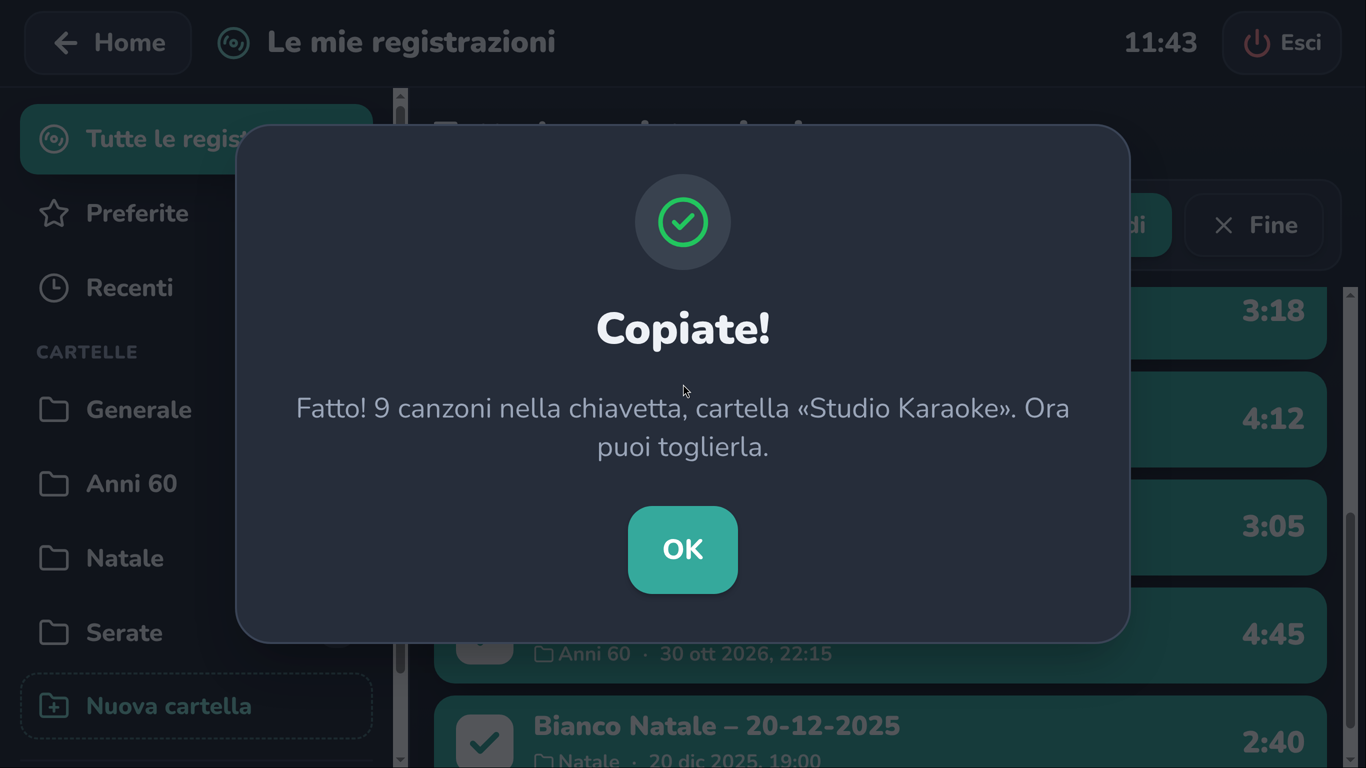 Home
Le mie registrazioni
11:43
Esci
Tutte le regist
Preferite
Recenti
CARTELLE
Generale
Anni 60
Natale
Serate
Nuova cartella
di
Fine
Copiate!
Fatto! 9 canzoni nella chiavetta, cartella «Studio Karaoke». Ora
puoi toglierla.
OK
3:18
4:12
3:05
4:45
Anni 60 · 30 ott 2026, 22:15
Bianco Natale – 20-12-2025
Natale · 20 dic 2025, 19:00
2:40